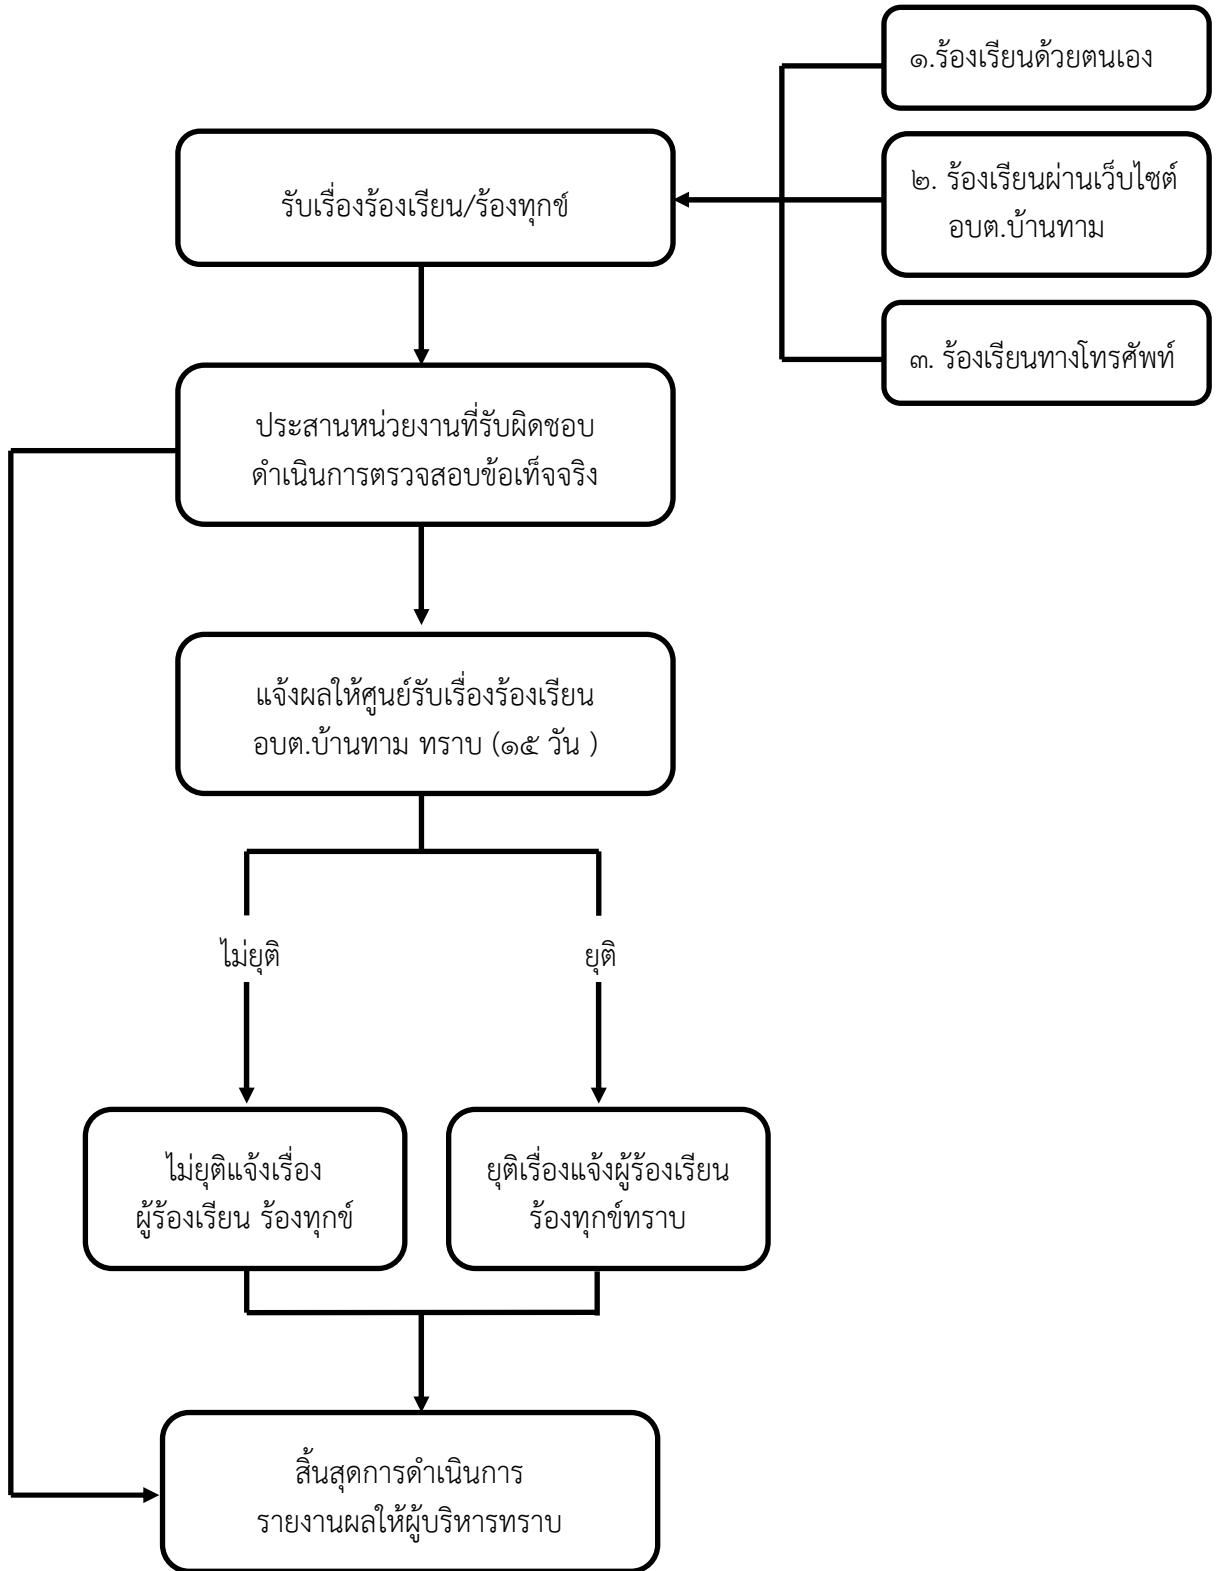 ๑.ร้องเรียนด้วยตนเอง
๒. ร้องเรียนผ่านเว็บไซต์
อบต.บ้านทาม
๓. ร้องเรียนทางโทรศัพท์
รับเรื่องร้องเรียน/ร้องทุกข์
ประสานหน่วยงานที่รับผิดชอบ
ดำเนินการตรวจสอบข้อเท็จจริง
แจ้งผลให้ศูนย์รับเรื่องร้องเรียน
อบต.บ้านทาม ทราบ (๑๕ วัน )
ไม่ยุติ
ยุติ
ไม่ยุติแจ้งเรื่อง
ผู้ร้องเรียน ร้องทุกข์
ยุติเรื่องแจ้งผู้ร้องเรียน
ร้องทุกข์ทราบ
สิ้นสุดการดำเนินการ
รายงานผลให้ผู้บริหารทราบ